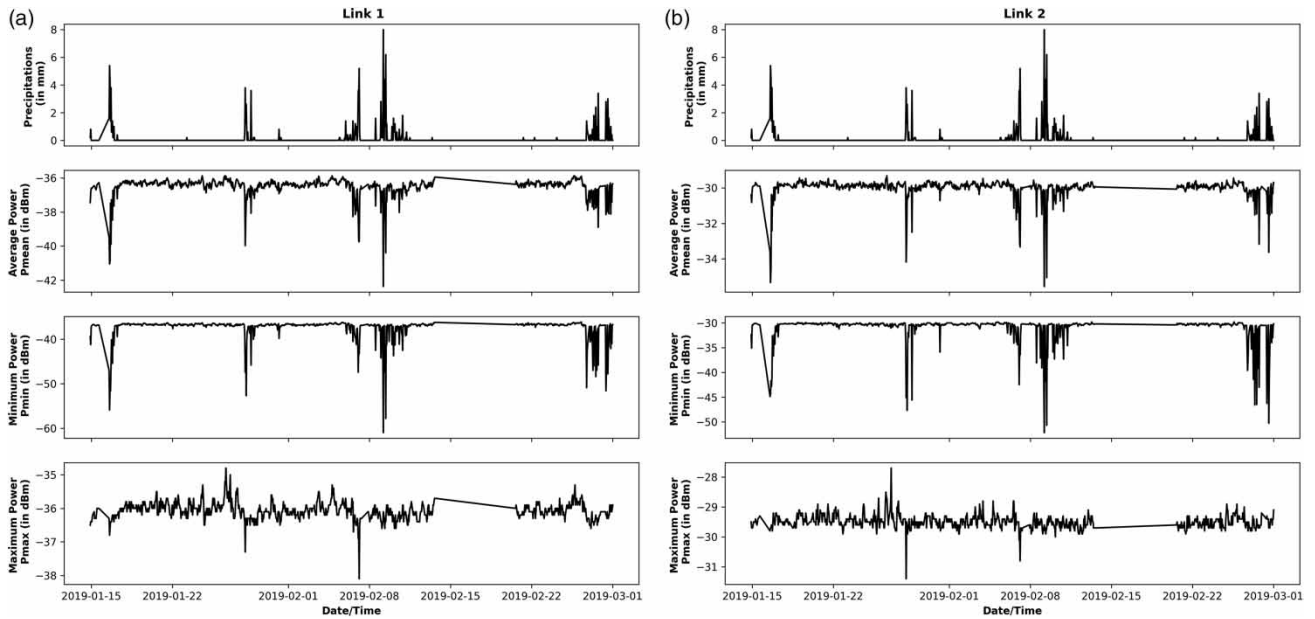 (a)
Link 1
Precipitations
(in mm)
8
6
4
2
0
Average Power
Pmean (in dBm)
−36
−38
−40
−42
Minimum Power
Pmin (in dBm)
−40
−50
−60
Maximum Power
Pmax (in dBm)
−35
−36
−37
−38
2019-01-15 2019-01-22 2019-02-01 2019-02-08 2019-02-15 2019-02-22 2019-03-01
Date/Time
(b)
Link 2
Precipitations
(in mm)
8
6
4
2
0
Average Power
Pmean (in dBm)
−30
−32
−34
Minimum Power
Pmin (in dBm)
−30
−35
−40
−45
−50
Maximum Power
Pmax (in dBm)
−28
−29
−30
−31
2019-01-15 2019-01-22 2019-02-01 2019-02-08 2019-02-15 2019-02-22 2019-03-01
Date/Time